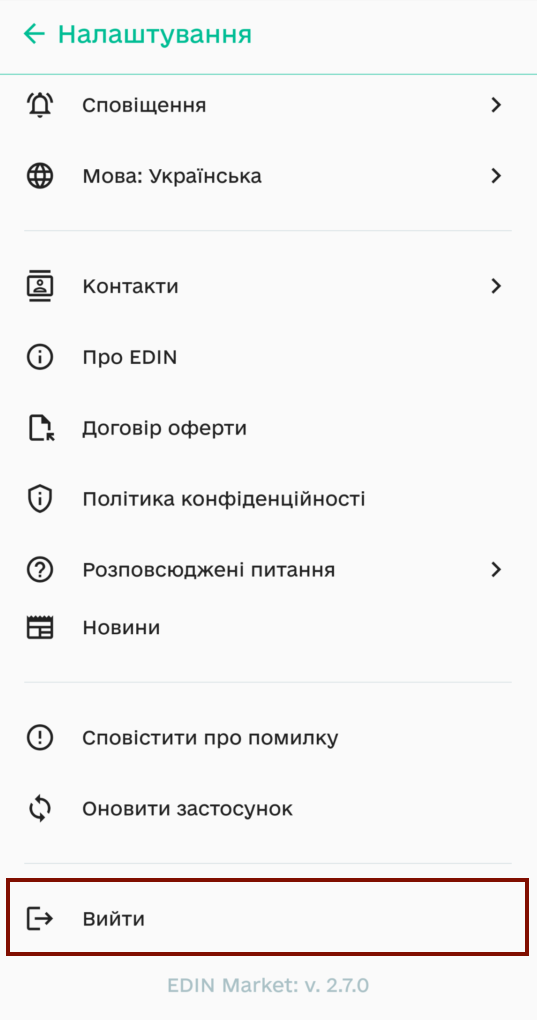 Налаштування
Сповіщення
Мова: Українська
Контакти
Про EDIN
Договір оферти
Політика конфіденційності
Розповсюджені питання
Новини
Сповістити про помилку
Оновити застосунок
Вийти
EDIN Market: v. 2.7.0